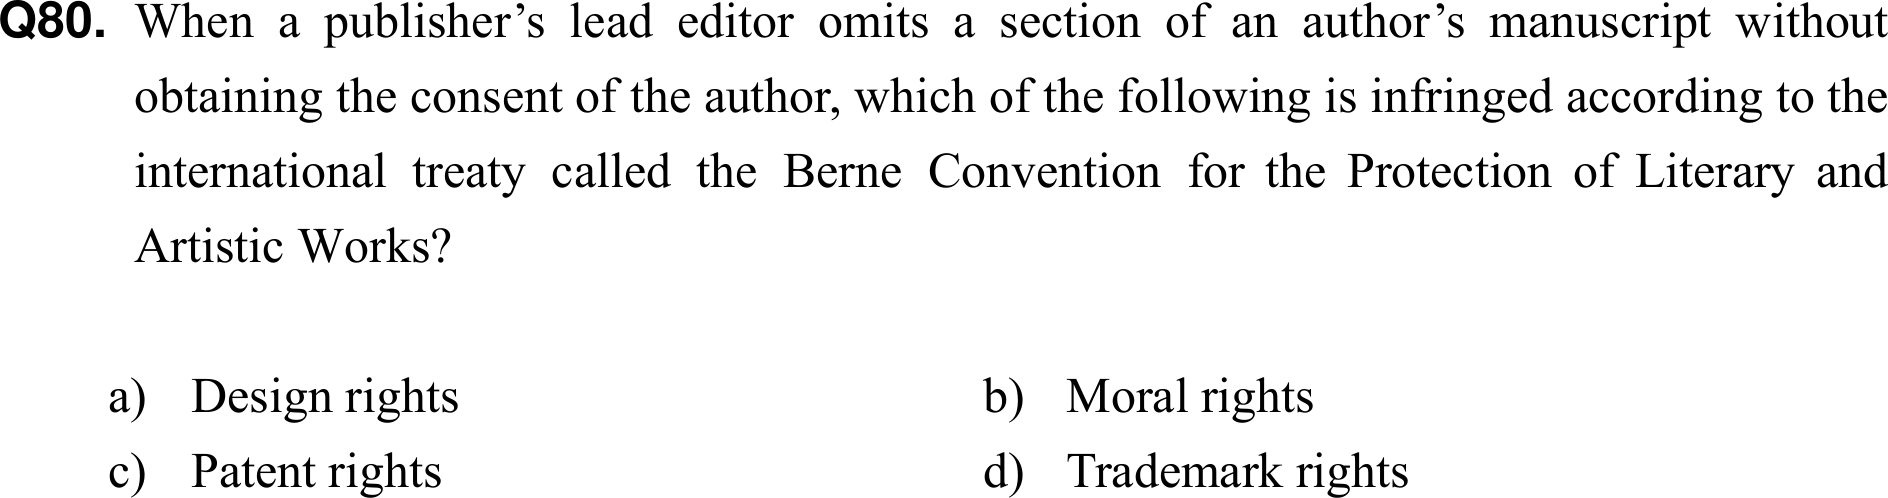 Q80. When a publisher’s lead editor omits a section of an author’s manuscript without
obtaining the consent of the author, which of the following is infringed according to the
international treaty called the Berne Convention for the Protection of Literary and
Artistic Works?
a) Design rights b) Moral rights
c) Patent rights d) Trademark rights